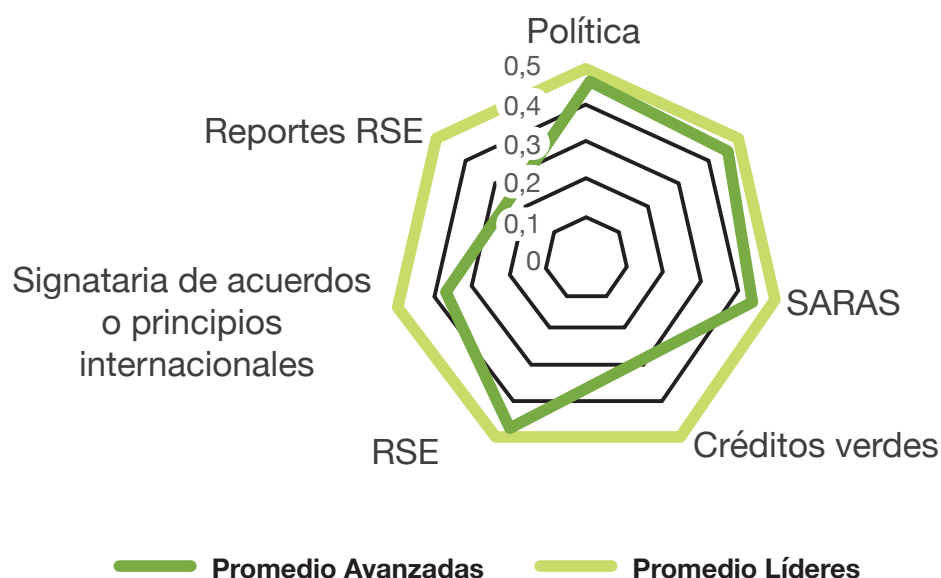 Política
0,5
0,4
0,3
0,2
0,1
0
Reportes RSE
Signataria de acuerdos
o principios
internacionales
SARAS
RSE
Créditos verdes
Promedio Avanzadas
Promedio Líderes